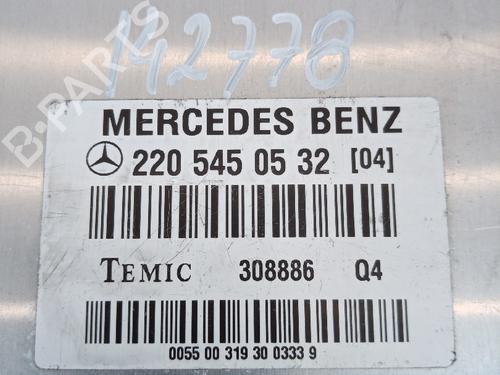 142778
B-PARTS
MERCEDES BENZ
220 545 05 32 [04]
TEMIC 308886 Q4
0055 00 319 30 0333 9